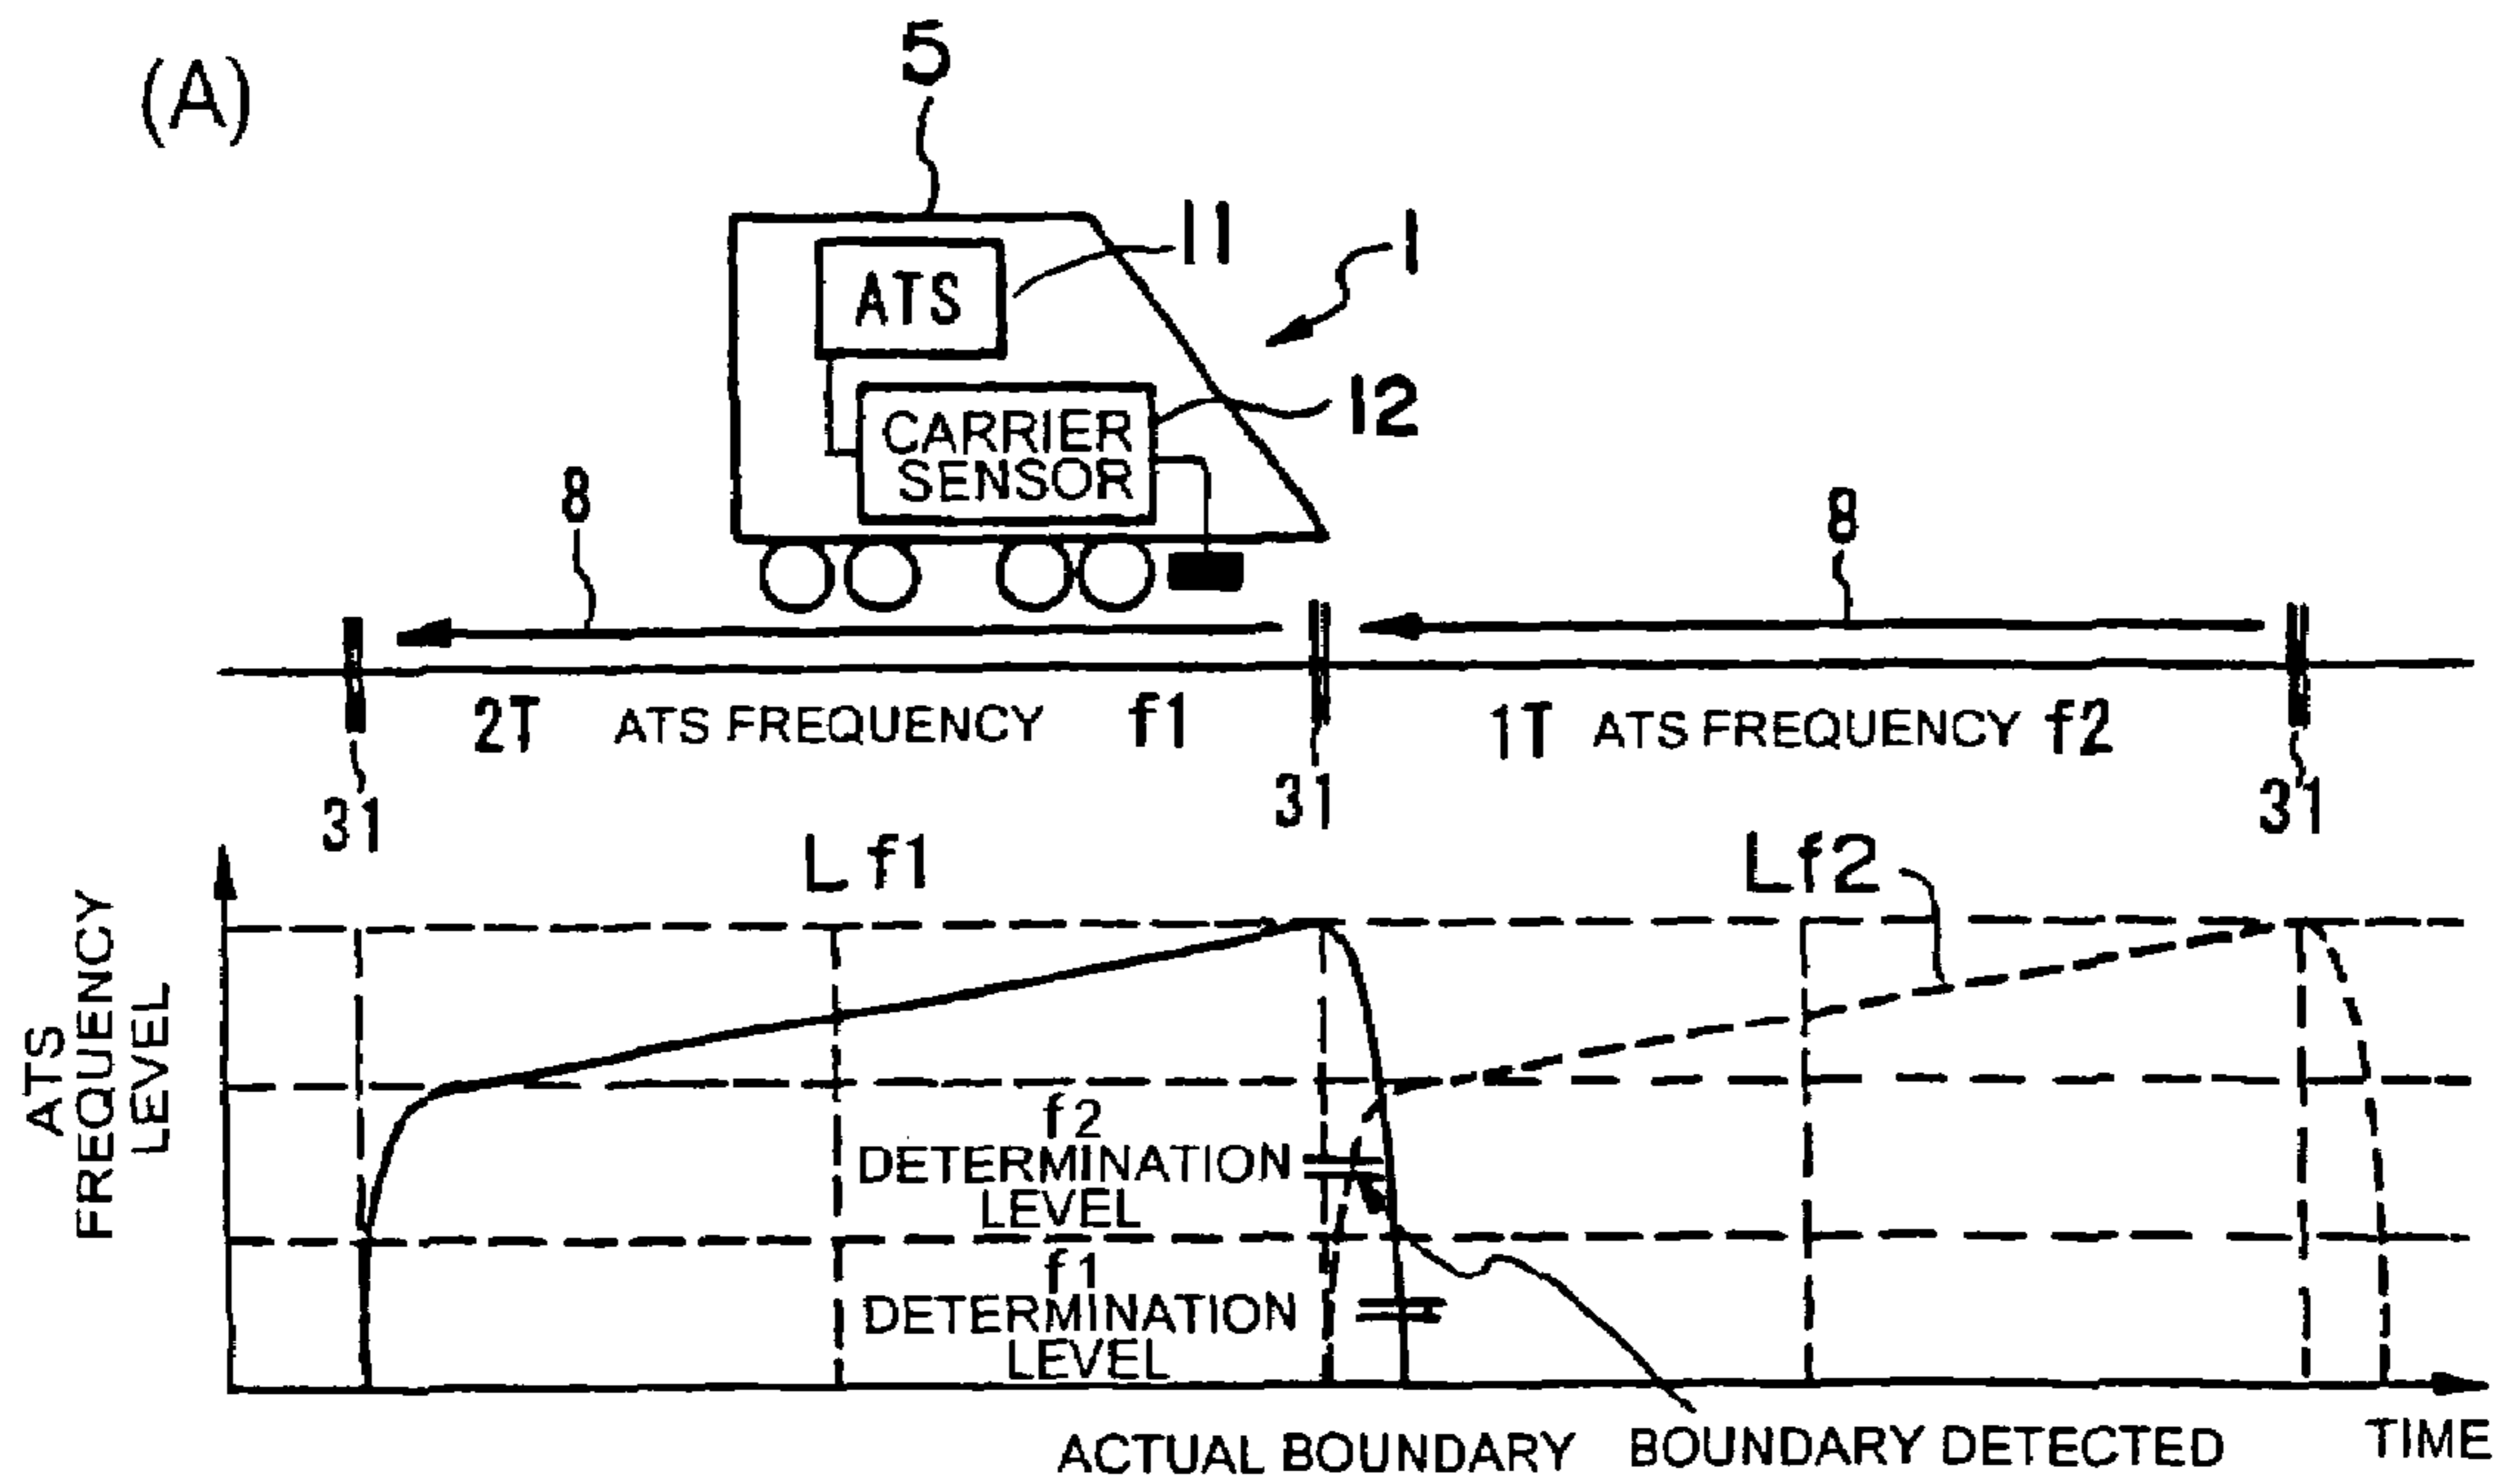 (A)
5
11
1
ATS
12
CARRIER
SENSOR
8
8
2T ATS FREQUENCY f1
1T ATS FREQUENCY f2
31
31
31
Lf1
Lf2
ATS
FREQUENCY
LEVEL
f2
DETERMINATION
LEVEL
f1
DETERMINATION
LEVEL
ACTUAL BOUNDARY
BOUNDARY DETECTED
TIME